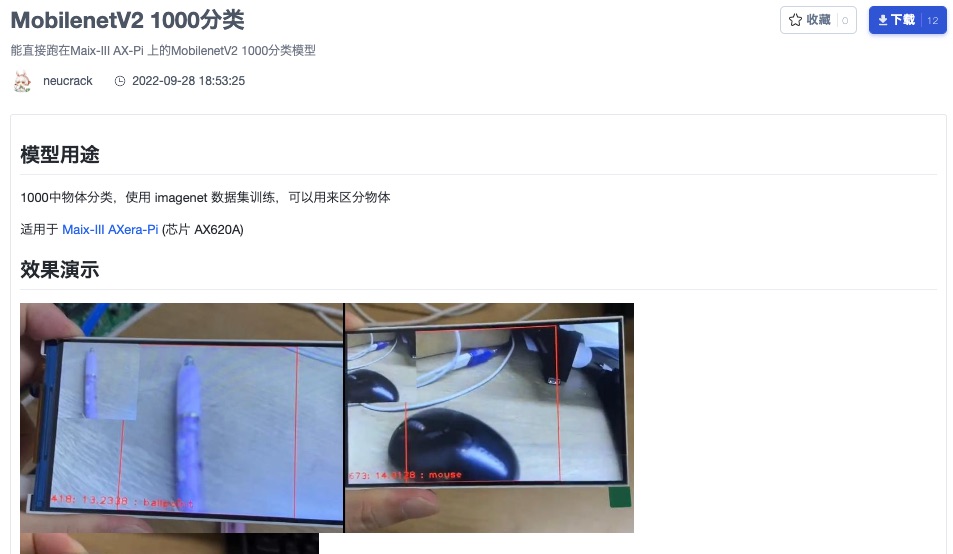 MobilenetV2 1000分类
收藏 0
下载 12
能直接跑在Maix-III AX-Pi 上的MobilenetV2 1000分类模型
neucrack 2022-09-28 18:53:25
模型用途
1000中物体分类，使用 imagenet 数据集训练，可以用来区分物体
适用于 Maix-III AXera-Pi (芯片 AX620A)
效果演示
418: 13.2338 :
673: : mouse